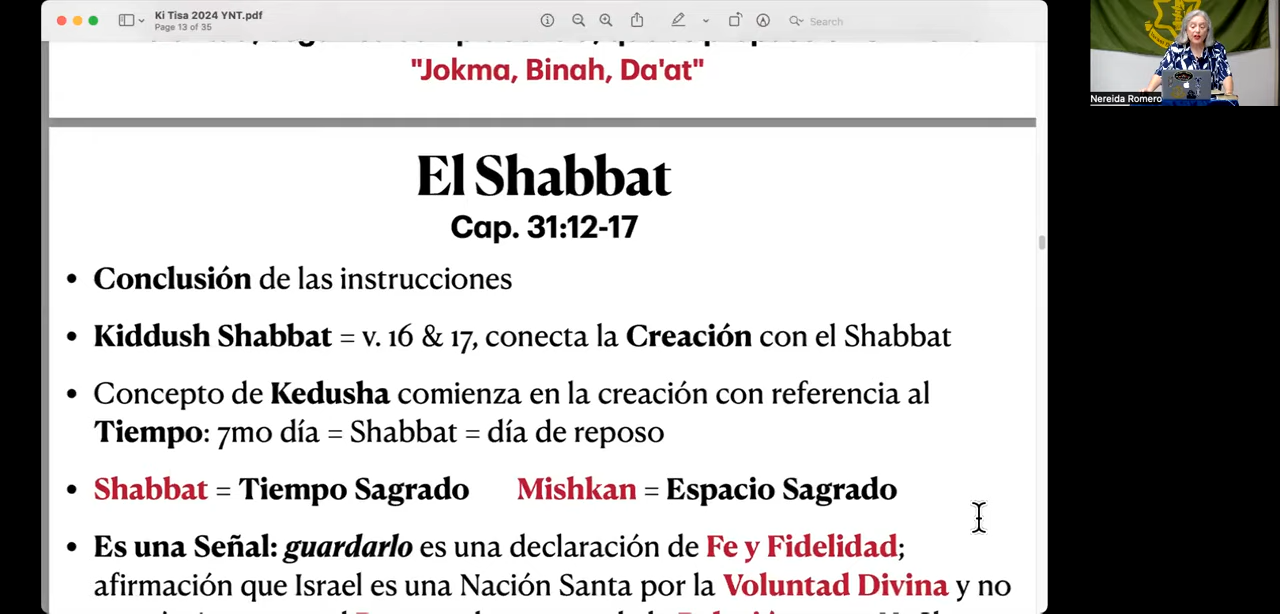 Ki Tisa 2024 YNT.pdf
Page 13 of 35
Search
"Jokma, Binah, Da'at"
Nereida Romero
El Shabbat
Cap. 31:12-17
• Conclusión de las instrucciones
• Kiddush Shabbat = v. 16 & 17, conecta la Creación con el Shabbat
• Concepto de Kedusha comienza en la creación con referencia al
Tiempo: 7mo día = Shabbat = día de reposo
• Shabbat = Tiempo Sagrado Mishkan = Espacio Sagrado
• Es una Señal: guardarlo es una declaración de Fe y Fidelidad;
afirmación que Israel es una Nación Santa por la Voluntad Divina y no